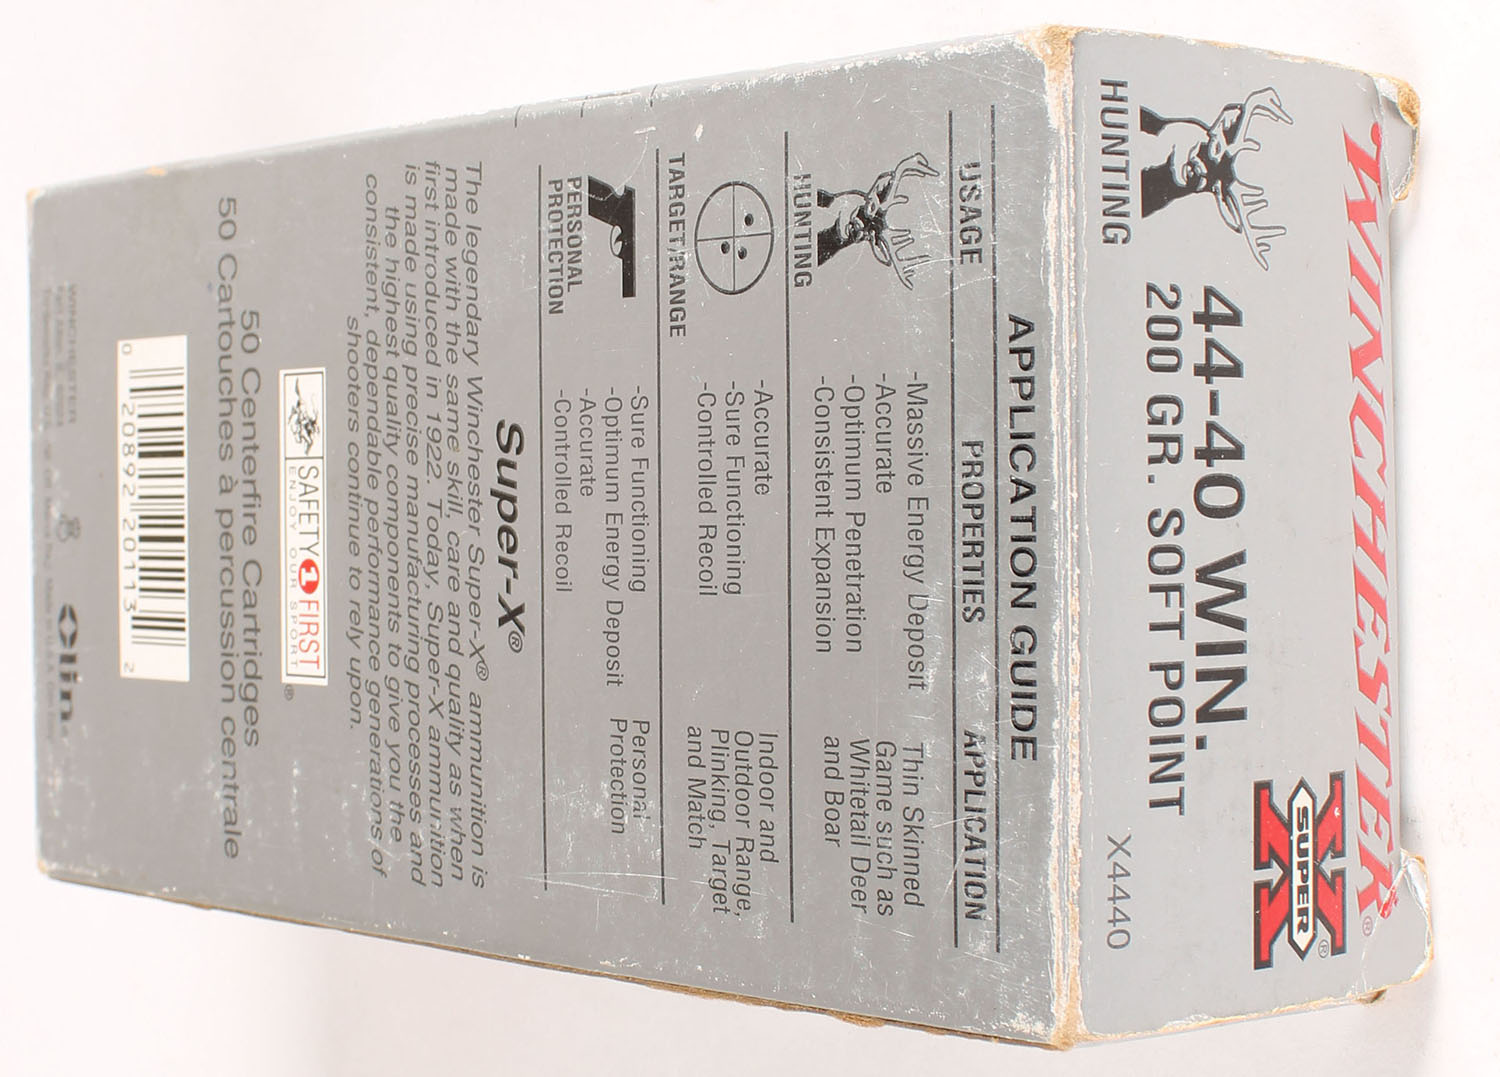 WINCHESTER®
HUNTING
44-40 WIN.
200 GR. SOFT POINT
SUPER X®
X4440
APPLICATION GUIDE
USAGE PROPERTIES APPLICATION
HUNTING
-Massive Energy Deposit
-Accurate
-Optimum Penetration
-Consistent Expansion
Thin Skinned
Game such as
Whitetail Deer
and Boar
TARGET/RANGE
-Accurate
-Sure Functioning
-Controlled Recoil
Indoor and
Outdoor Range,
Plinking, Target
and Match
PERSONAL
PROTECTION
-Sure Functioning
-Optimum Energy Deposit
-Accurate
-Controlled Recoil
Personal
Protection
Super-X®
The legendary Winchester Super-X® ammunition is
made with the same skill, care and quality as when
first introduced in 1922. Today, Super-X ammunition
is made using precise manufacturing processes and
the highest quality components to give you the
consistent, dependable performance generations of
shooters continue to rely upon.
SAFETY 1 FIRST
ENJOY OUR SPORT®
50 Centerfire Cartridges
50 Cartouches à percussion centrale
0 20892 20113 2
WINCHESTER
Olin